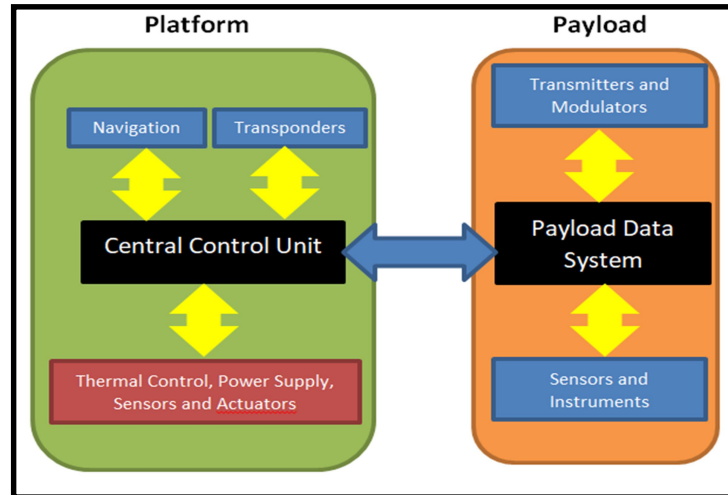 Platform
Payload
Navigation
Transponders
Transmitters and
Modulators
Central Control Unit
Payload Data
System
Thermal Control, Power Supply,
Sensors and Actuators
Sensors and
Instruments